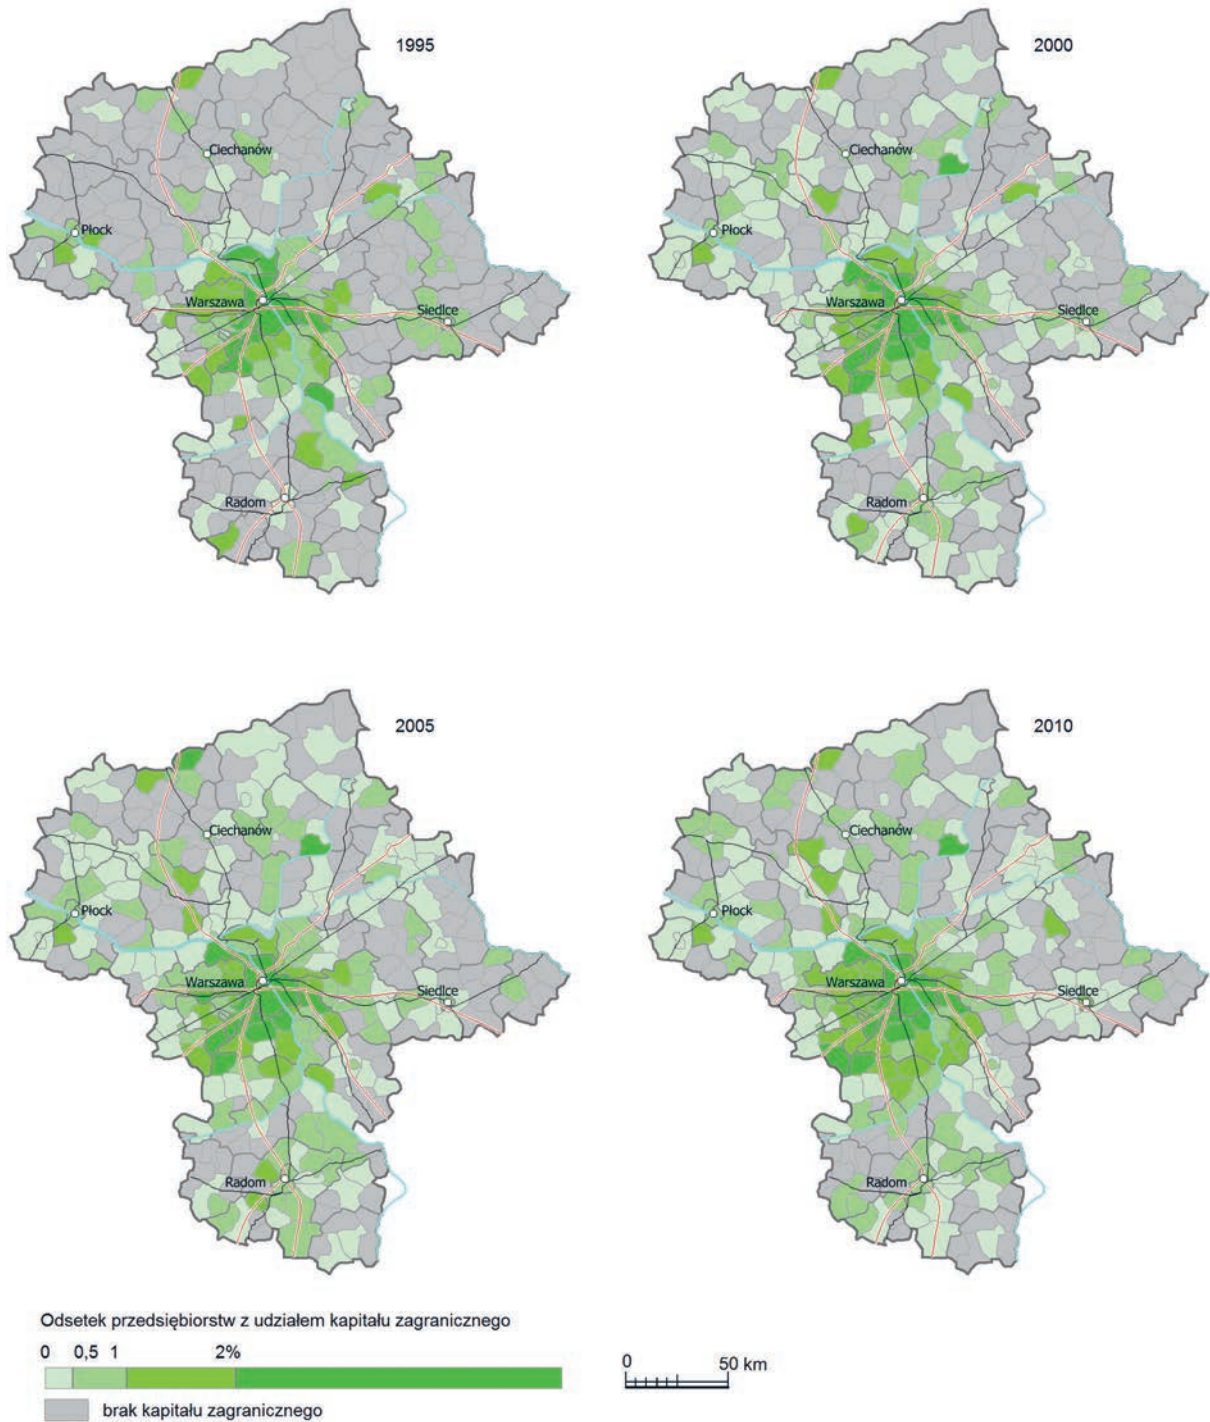 1995
Ciechanów
Płock
Warszawa
Siedlce
Radom
2000
Ciechanów
Płock
Warszawa
Siedlce
Radom
2005
Ciechanów
Płock
Warszawa
Siedlce
Radom
2010
Ciechanów
Płock
Warszawa
Siedlce
Radom
Odsetek przedsiębiorstw z udziałem kapitału zagranicznego
0 0,5 1 2%
brak kapitału zagranicznego
0 50 km